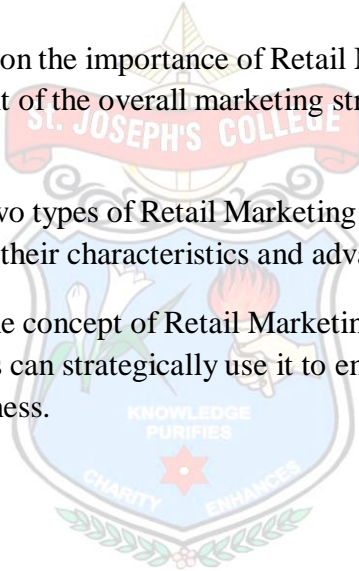 on the importance of Retail
t of the overall marketing str
ST. JOSEPH'S COLLEGE
vo types of Retail Marketing
their characteristics and adva
e concept of Retail Marketin
s can strategically use it to en
ness.
KNOWLEDGE
PURIFIES
CHARITY ENHANCES